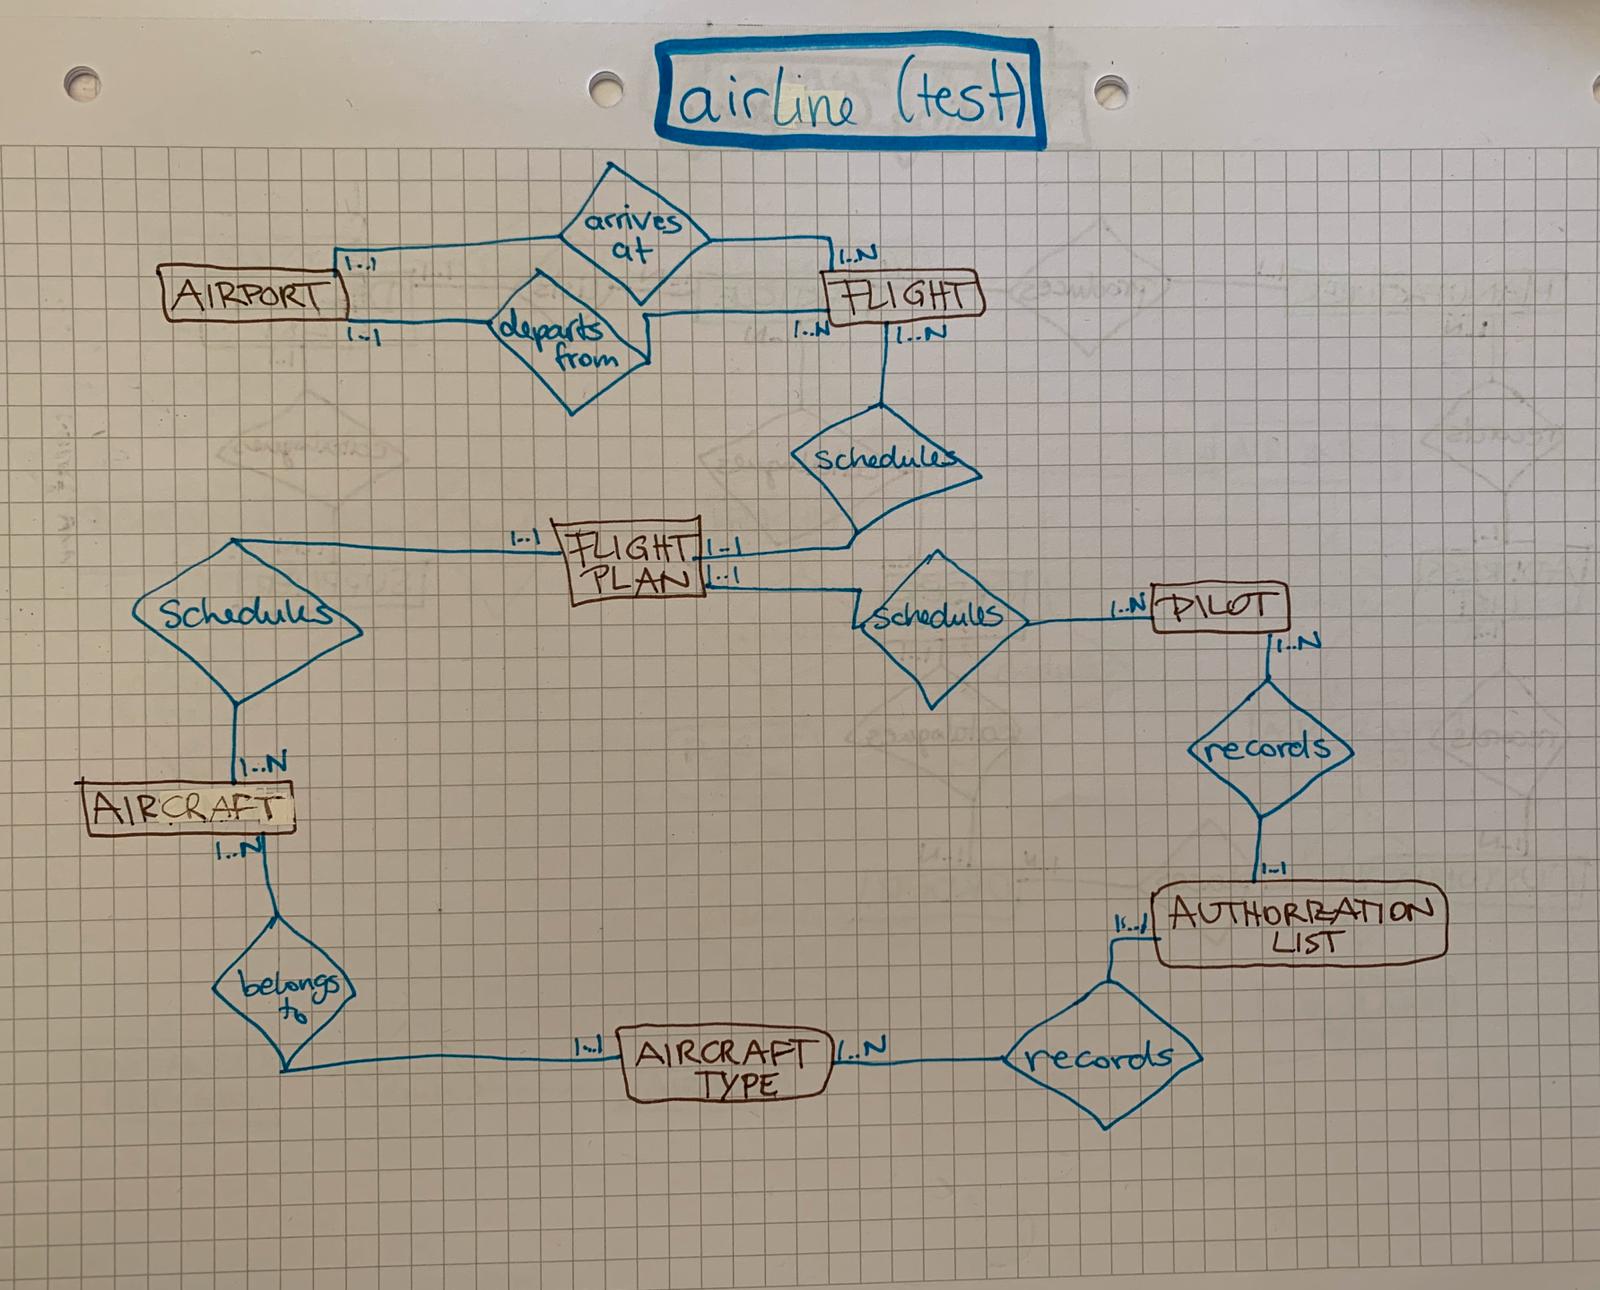 airline (test)
arrives
at
1..1
1..N
AIRPORT
FLIGHT
departs
from
1..1
1..N
1..N
schedules
1..1
FLIGHT
PLAN
1..1
1..1
schedules
schedules
1..N
PILOT
1..N
records
1..N
AIRCRAFT
1..N
1..1
AUTHORIZATION
LIST
1..1
belongs
to
1..1
AIRCRAFT
TYPE
1..N
records